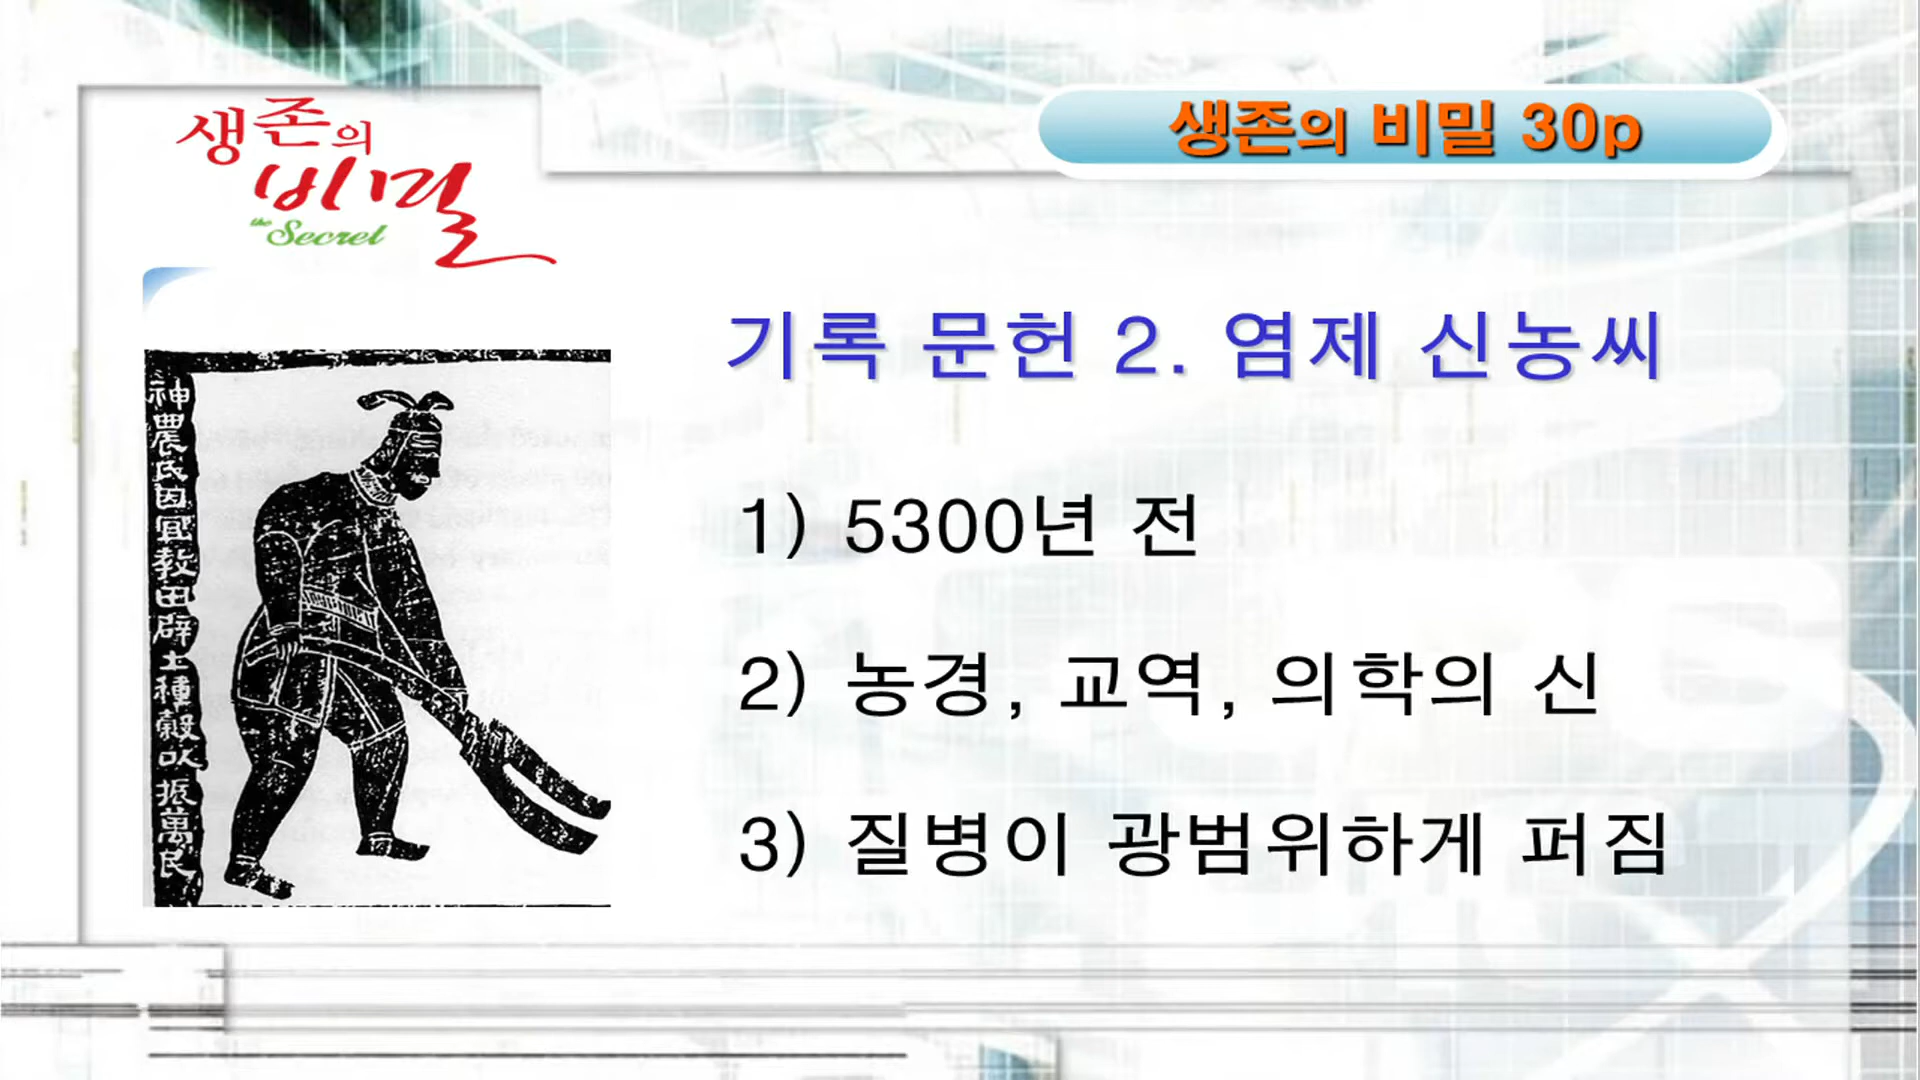 생존의
비밀
the Secret
생존의 비밀 30p
기록 문헌 2. 염제 신농씨
神農氏因宜教田辟土種穀以振萬民
1) 5300년 전
2) 농경, 교역, 의학의 신
3) 질병이 광범위하게 퍼짐